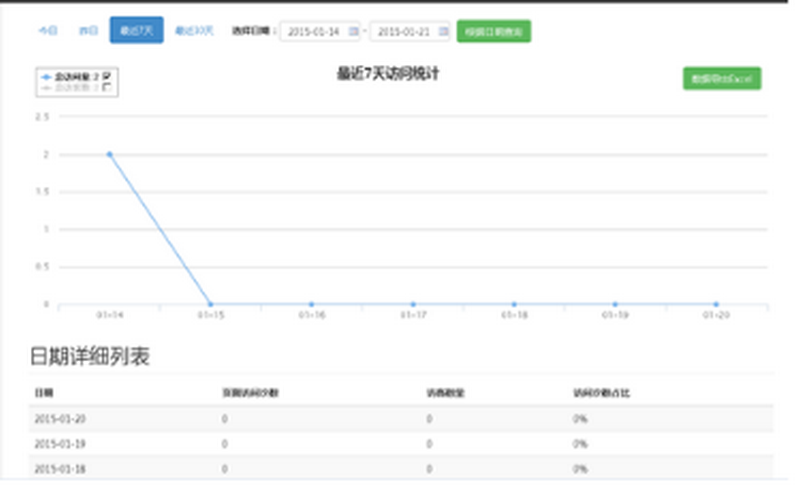 今日 昨日 最近7天 最近30天 选择日期： 2015-01-14 - 2015-01-21 根据日期查询
总访问量: 2
最近7天访问统计
数据导出Excel
2.5
2
1.5
1
0.5
0
01-14 01-15 01-16 01-17 01-18 01-19 01-20
日期详细列表
日期 页面访问次数 访客数量 访问次数占比
2015-01-20 0 0 0%
2015-01-19 0 0 0%
2015-01-18 0 0 0%